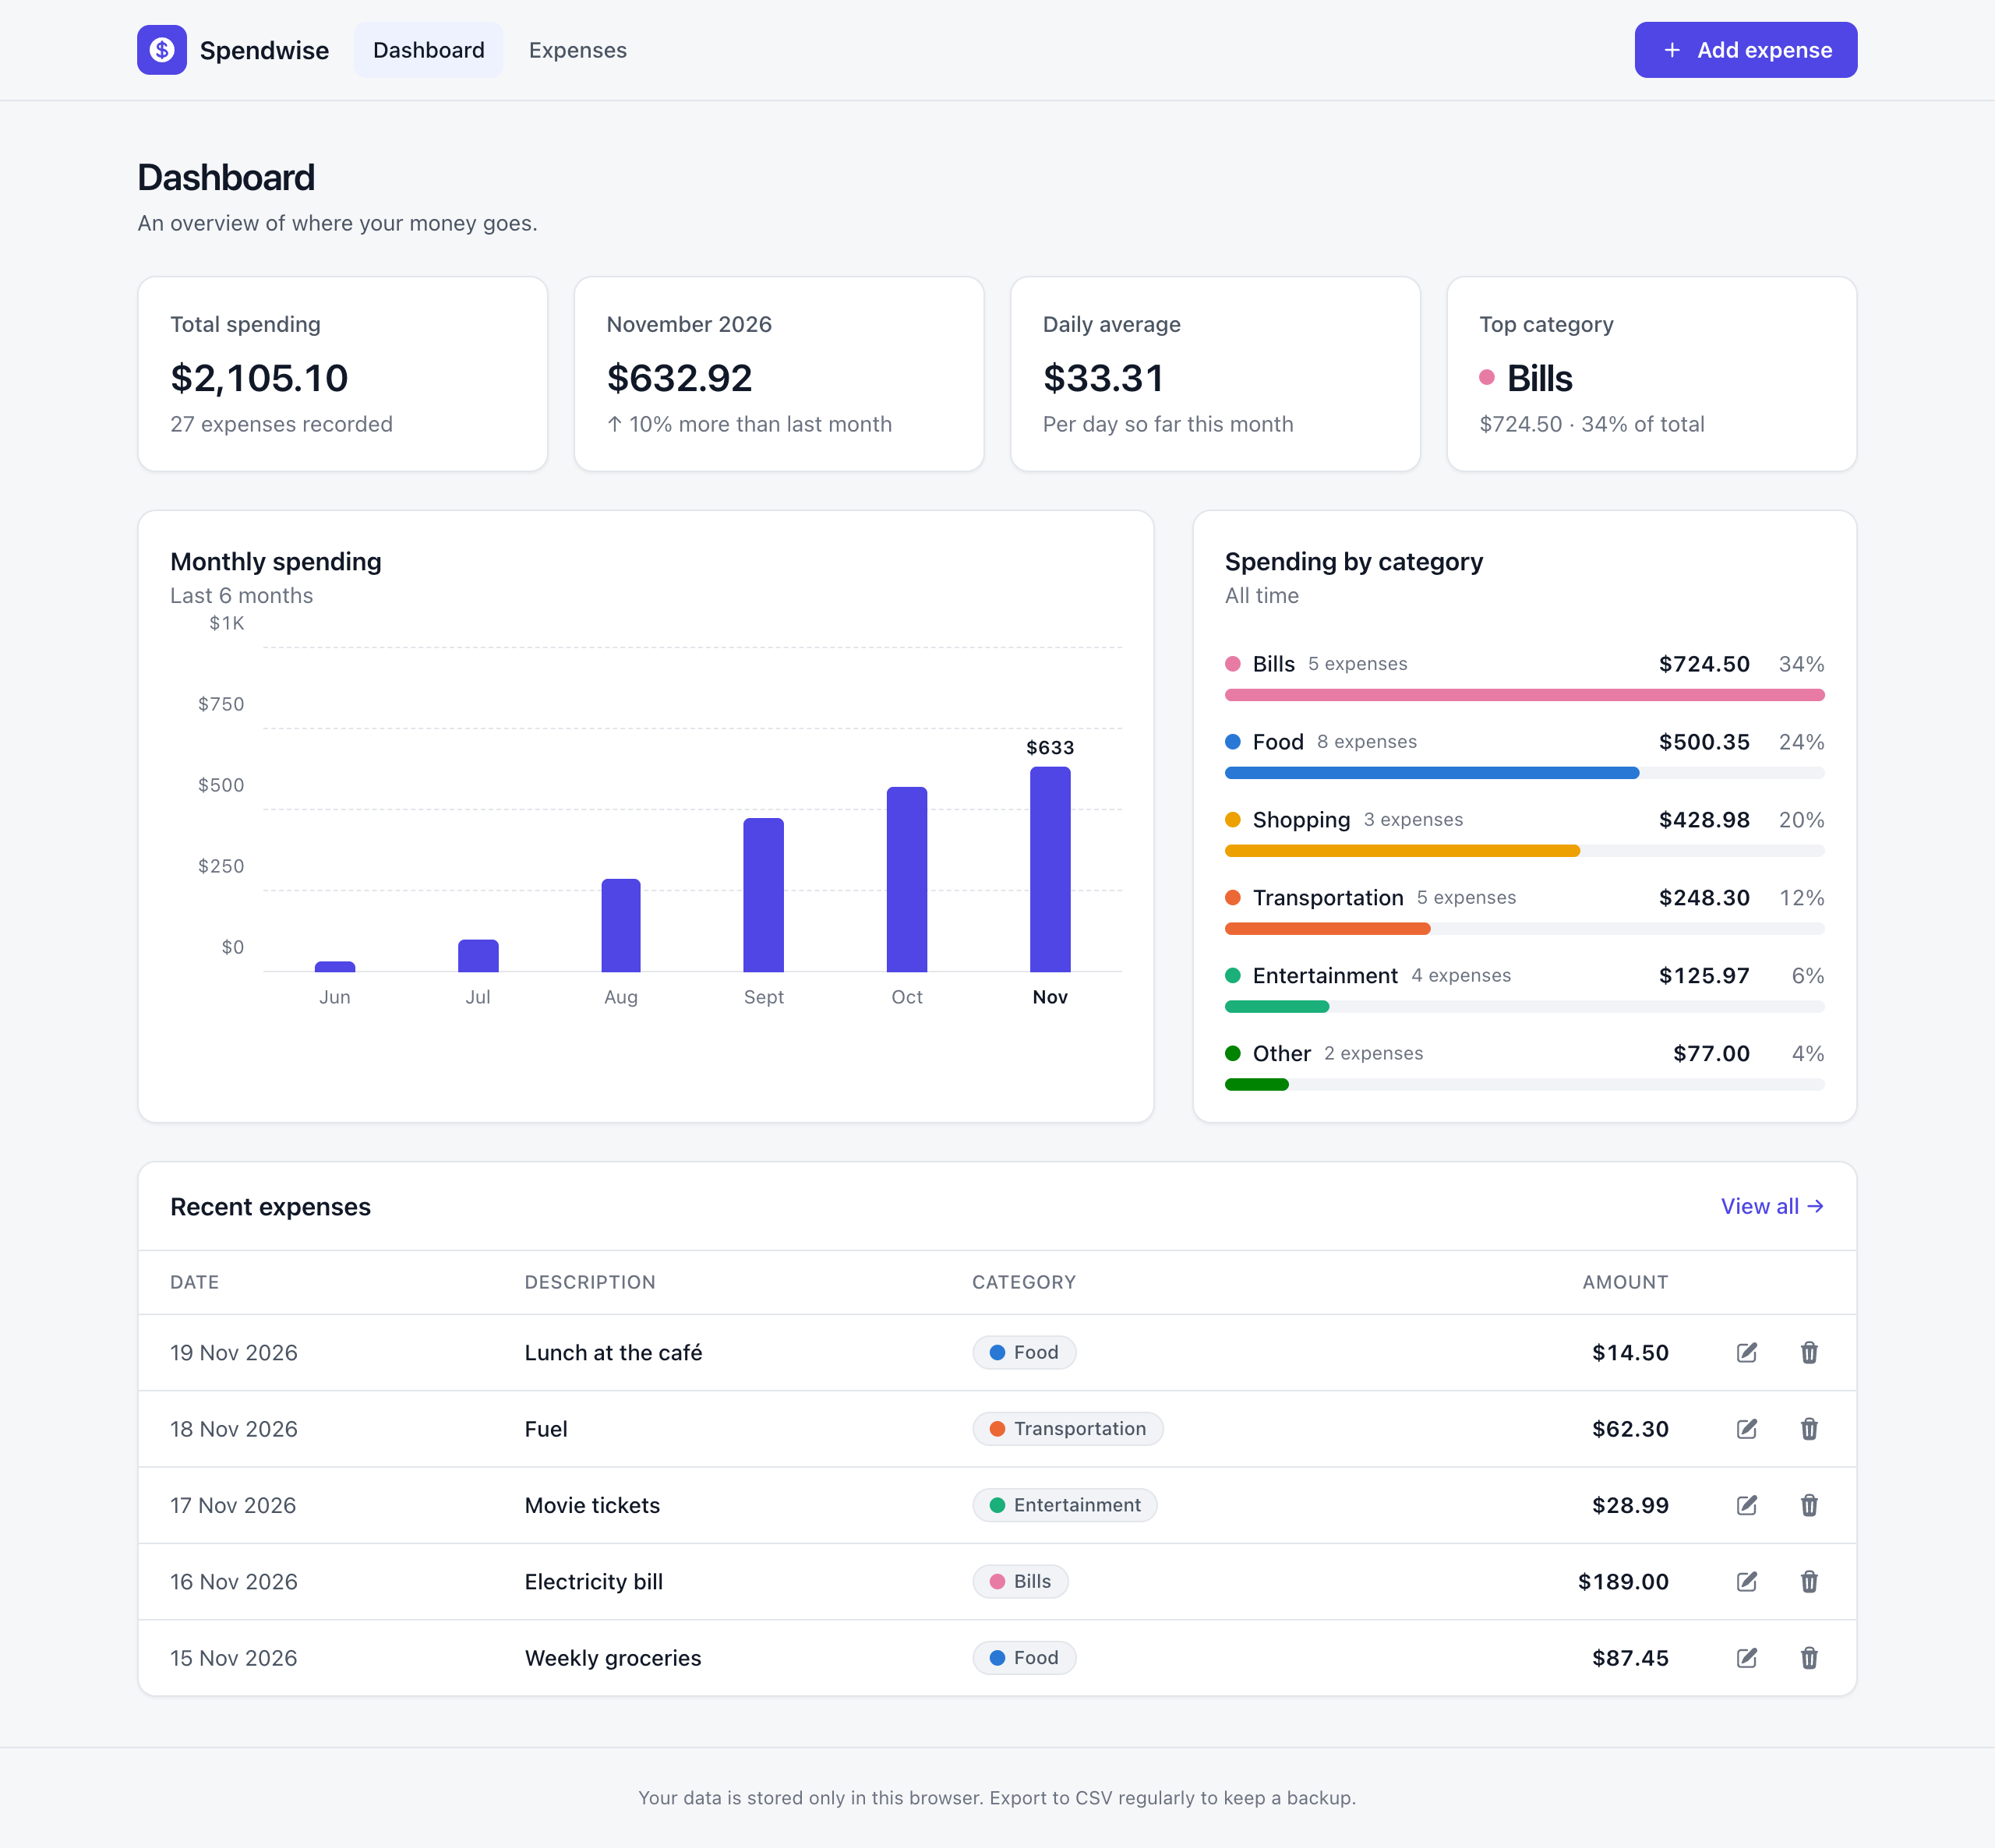 Spendwise Dashboard Expenses + Add expense
Dashboard
An overview of where your money goes.
Total spending
$2,105.10
27 expenses recorded
November 2026
$632.92
↑ 10% more than last month
Daily average
$33.31
Per day so far this month
Top category
Bills
$724.50 · 34% of total
Monthly spending
Last 6 months
$1K
$750
$500
$250
$0
$633
Jun Jul Aug Sept Oct Nov
Spending by category
All time
Bills 5 expenses $724.50 34%
Food 8 expenses $500.35 24%
Shopping 3 expenses $428.98 20%
Transportation 5 expenses $248.30 12%
Entertainment 4 expenses $125.97 6%
Other 2 expenses $77.00 4%
Recent expenses View all →
DATE DESCRIPTION CATEGORY AMOUNT
19 Nov 2026 Lunch at the café Food $14.50
18 Nov 2026 Fuel Transportation $62.30
17 Nov 2026 Movie tickets Entertainment $28.99
16 Nov 2026 Electricity bill Bills $189.00
15 Nov 2026 Weekly groceries Food $87.45
Your data is stored only in this browser. Export to CSV regularly to keep a backup.